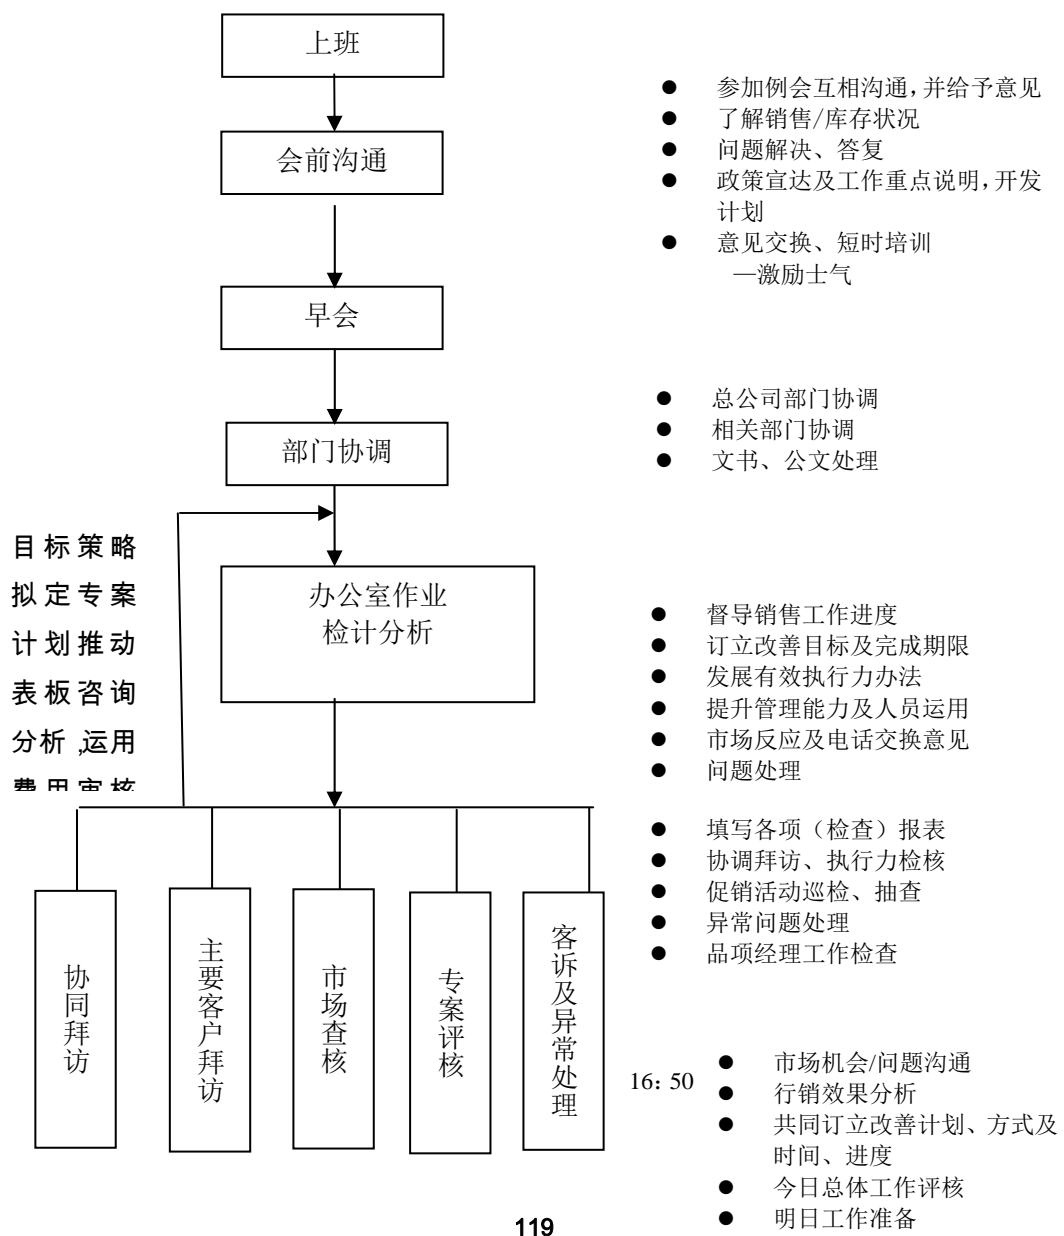 上班
会前沟通
早会
部门协调
办公室作业
检计分析
目标策略
拟定专案
计划推动
表板咨询
分析,运用
费用审核
协同拜访
主要客户拜访
市场查核
专案评核
客诉及异常处理
● 参加例会互相沟通,并给予意见
● 了解销售/库存状况
● 问题解决、答复
● 政策宣达及工作重点说明,开发
计划
● 意见交换、短时培训
—激励士气
● 总公司部门协调
● 相关部门协调
● 文书、公文处理
● 督导销售工作进度
● 订立改善目标及完成期限
● 发展有效执行力办法
● 提升管理能力及人员运用
● 市场反应及电话交换意见
● 问题处理
● 填写各项（检查）报表
● 协调拜访、执行力检核
● 促销活动巡检、抽查
● 异常问题处理
● 品项经理工作检查
16: 50
● 市场机会/问题沟通
● 行销效果分析
● 共同订立改善计划、方式及
时间、进度
● 今日总体工作评核
● 明日工作准备
119